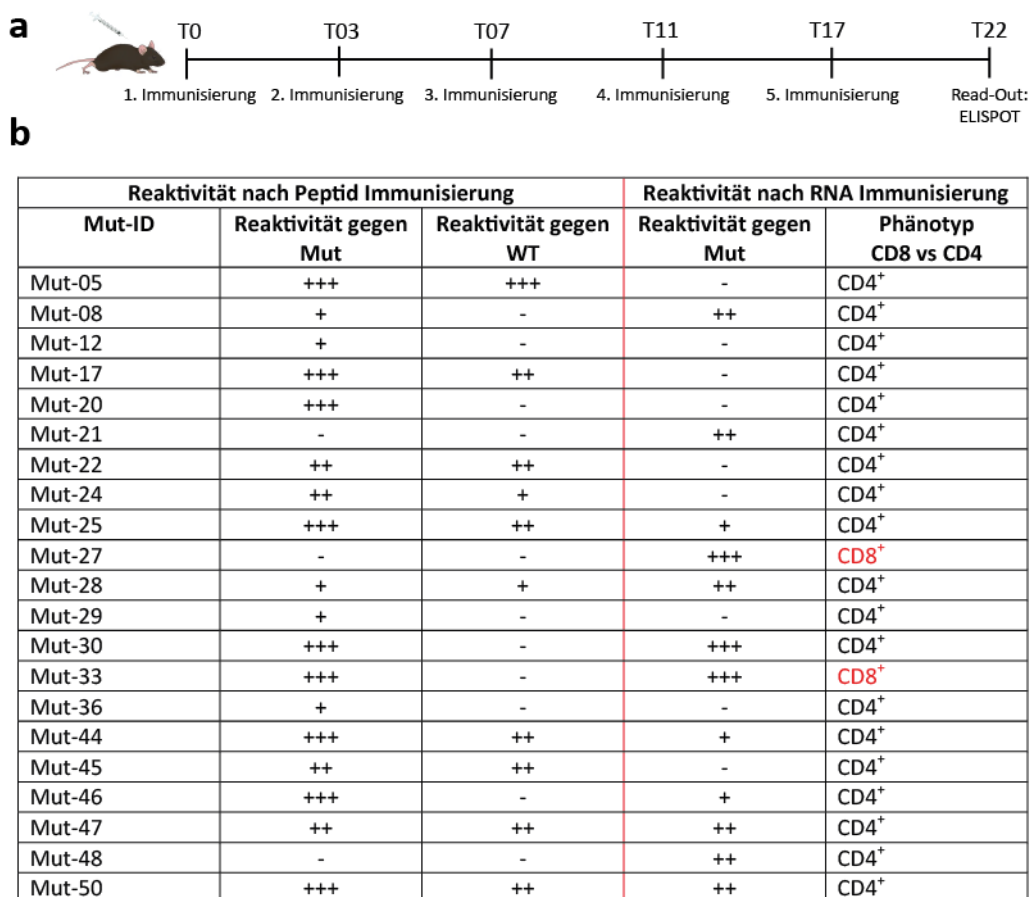 a
T0 T03 T07 T11 T17 T22
1. Immunisierung 2. Immunisierung 3. Immunisierung 4. Immunisierung 5. Immunisierung Read-Out:
ELISPOT
b
Reaktivität nach Peptid Immunisierung Reaktivität nach RNA Immunisierung
Mut-ID Reaktivität gegen Reaktivität gegen Reaktivität gegen Phänotyp
Mut WT Mut CD8 vs CD4
Mut-05 +++ +++ - CD4⁺
Mut-08 + - ++ CD4⁺
Mut-12 + - - CD4⁺
Mut-17 +++ ++ - CD4⁺
Mut-20 +++ - - CD4⁺
Mut-21 - - ++ CD4⁺
Mut-22 ++ ++ - CD4⁺
Mut-24 ++ + - CD4⁺
Mut-25 +++ ++ + CD4⁺
Mut-27 - - +++ CD8⁺
Mut-28 + + ++ CD4⁺
Mut-29 + - - CD4⁺
Mut-30 +++ - +++ CD4⁺
Mut-33 +++ - +++ CD8⁺
Mut-36 + - - CD4⁺
Mut-44 +++ ++ + CD4⁺
Mut-45 ++ ++ - CD4⁺
Mut-46 +++ - + CD4⁺
Mut-47 ++ ++ ++ CD4⁺
Mut-48 - - ++ CD4⁺
Mut-50 +++ ++ ++ CD4⁺